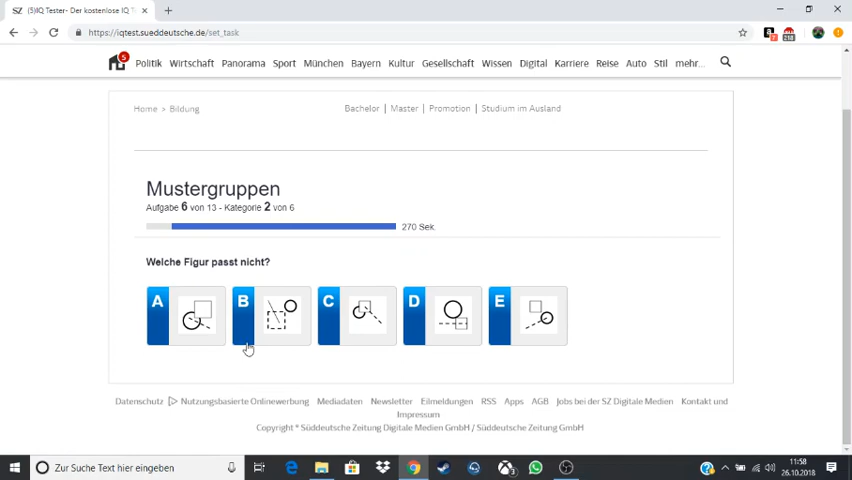 (5)IQ Tester- Der kostenlose IQ T
https://iqtest.sueddeutsche.de/set_task
5 Politik Wirtschaft Panorama Sport München Bayern Kultur Gesellschaft Wissen Digital Karriere Reise Auto Stil mehr...
Home > Bildung Bachelor | Master | Promotion | Studium im Ausland
Mustergruppen
Aufgabe 6 von 13 - Kategorie 2 von 6
270 Sek.
Welche Figur passt nicht?
A B C D E
Datenschutz Nutzungsbasierte Onlinewerbung Mediadaten Newsletter Eilmeldungen RSS Apps AGB Jobs bei der SZ Digitale Medien Kontakt und
Impressum
Copyright © Süddeutsche Zeitung Digitale Medien GmbH / Süddeutsche Zeitung GmbH
Zur Suche Text hier eingeben
11:58
26.10.2018